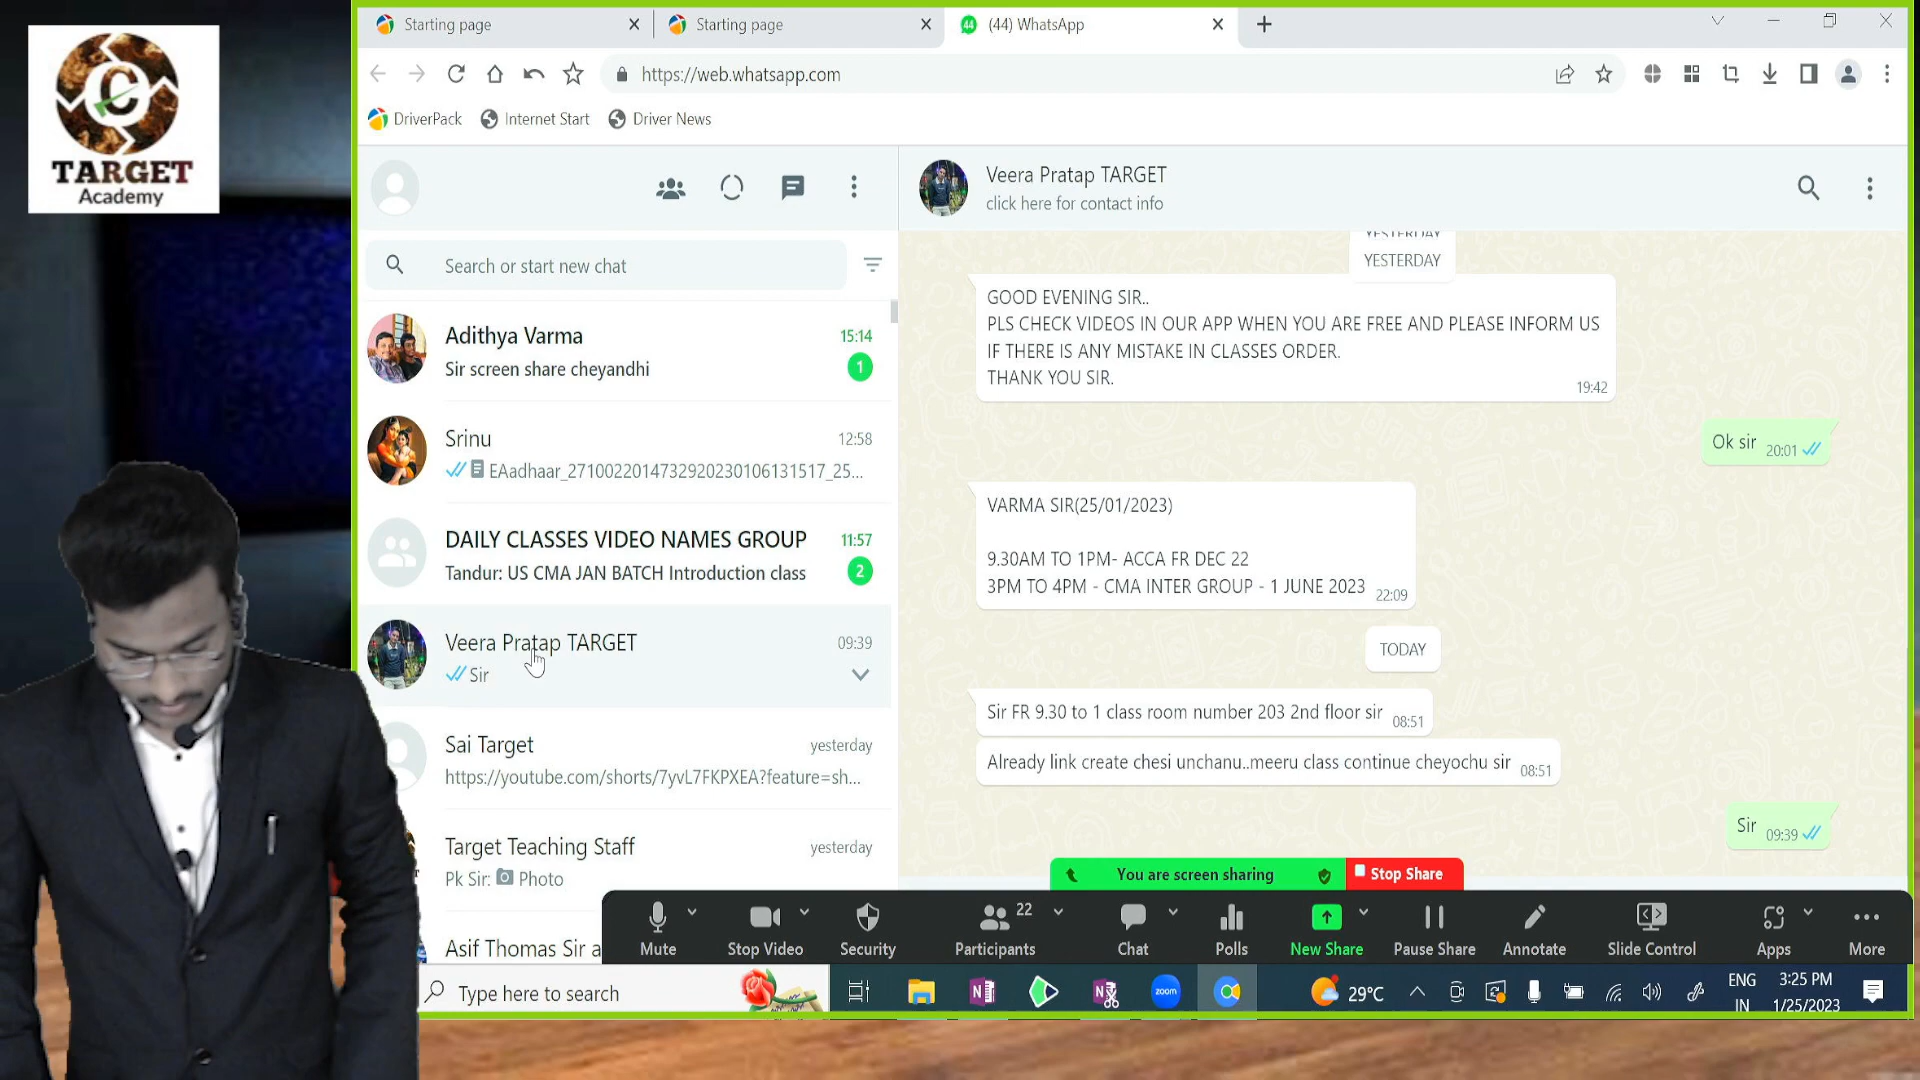 TARGET
Academy
Starting page
Starting page
44
(44) WhatsApp
https://web.whatsapp.com
DriverPack
Internet Start
Driver News
Search or start new chat
Adithya Varma
15:14
Sir screen share cheyandhi
1
Srinu
12:58
EAadhaar_2710022014732920230106131517_25...
DAILY CLASSES VIDEO NAMES GROUP
11:57
Tandur: US CMA JAN BATCH Introduction class
2
Veera Pratap TARGET
09:39
Sir
Sai Target
yesterday
https://youtube.com/shorts/7yvL7FKPXEA?feature=sh...
Target Teaching Staff
yesterday
Pk Sir: Photo
Asif Thomas Sir a
Veera Pratap TARGET
click here for contact info
YESTERDAY
YESTERDAY
GOOD EVENING SIR..
PLS CHECK VIDEOS IN OUR APP WHEN YOU ARE FREE AND PLEASE INFORM US
IF THERE IS ANY MISTAKE IN CLASSES ORDER.
THANK YOU SIR.
19:42
Ok sir 20:01
VARMA SIR(25/01/2023)
9.30AM TO 1PM- ACCA FR DEC 22
3PM TO 4PM - CMA INTER GROUP - 1 JUNE 2023 22:09
TODAY
Sir FR 9.30 to 1 class room number 203 2nd floor sir 08:51
Already link create chesi unchanu..meeru class continue cheyochu sir 08:51
Sir 09:39
You are screen sharing
Stop Share
Mute
Stop Video
Security
Participants
22
Chat
Polls
New Share
Pause Share
Annotate
Slide Control
Apps
More
Type here to search
zoom
29°C
ENG
IN
3:25 PM
1/25/2023